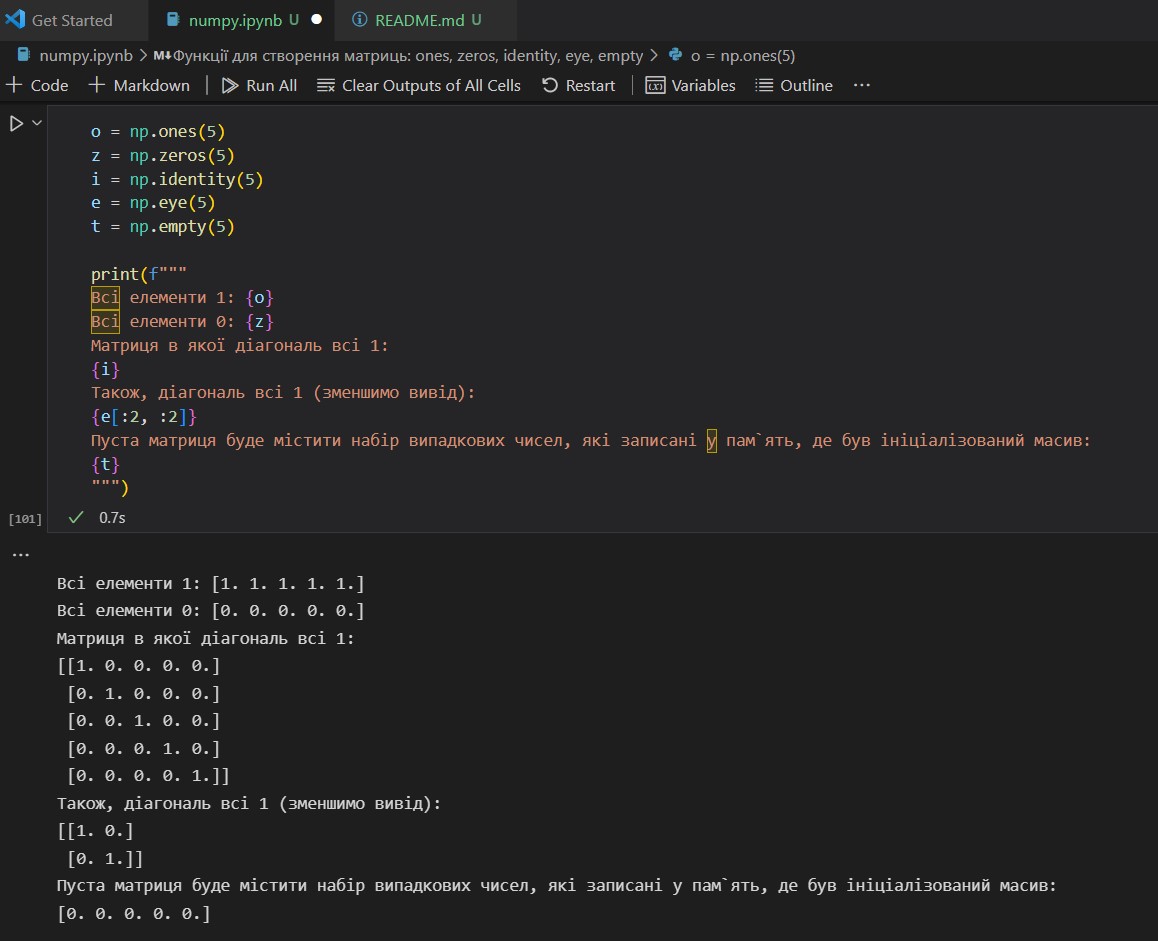 Get Started
numpy.ipynb U
README.md U
numpy.ipynb > M↓Функції для створення матриць: ones, zeros, identity, eye, empty > o = np.ones(5)
+ Code + Markdown Run All Clear Outputs of All Cells Restart (x) Variables Outline ...
o = np.ones(5)
z = np.zeros(5)
i = np.identity(5)
e = np.eye(5)
t = np.empty(5)
print(f"""
Всі елементи 1: {o}
Всі елементи 0: {z}
Матриця в якої діагональ всі 1:
{i}
Також, діагональ всі 1 (зменшимо вивід):
{e[:2, :2]}
Пуста матриця буде містити набір випадкових чисел, які записані у пам`ять, де був ініціалізований масив:
{t}
""")
[101] 0.7s
...
Всі елементи 1: [1. 1. 1. 1. 1.]
Всі елементи 0: [0. 0. 0. 0. 0.]
Матриця в якої діагональ всі 1:
[[1. 0. 0. 0. 0.]
 [0. 1. 0. 0. 0.]
 [0. 0. 1. 0. 0.]
 [0. 0. 0. 1. 0.]
 [0. 0. 0. 0. 1.]]
Також, діагональ всі 1 (зменшимо вивід):
[[1. 0.]
 [0. 1.]]
Пуста матриця буде містити набір випадкових чисел, які записані у пам`ять, де був ініціалізований масив:
[0. 0. 0. 0. 0.]